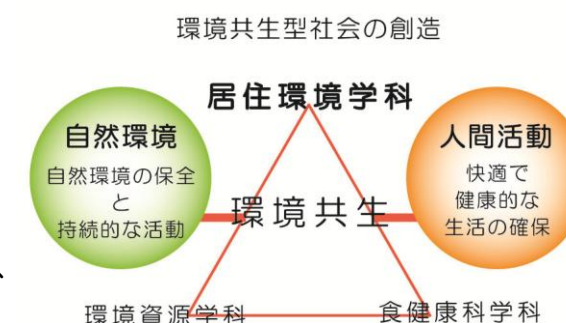 環境共生型社会の創造
居住環境学科
自然環境
自然環境の保全
と
持続的な活動
環境共生
人間活動
快適で
健康的な
生活の確保
、
環境資源学科
食健康科学科